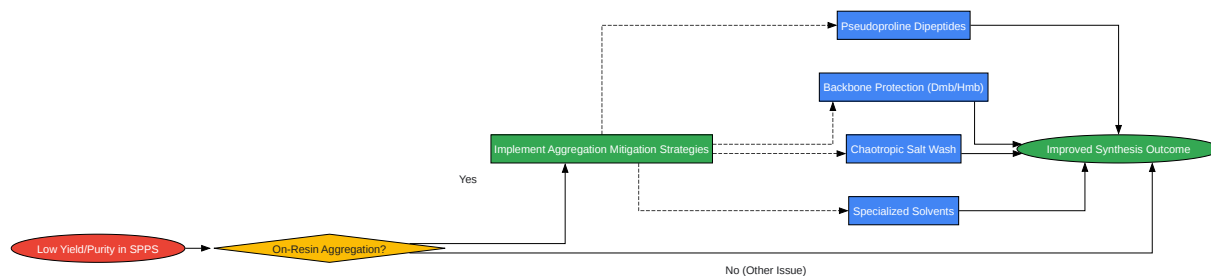 Pseudoproline Dipeptides
Backbone Protection (Dmb/Hmb)
Implement Aggregation Mitigation Strategies
Chaotropic Salt Wash
Improved Synthesis Outcome
Yes
Specialized Solvents
Low Yield/Purity in SPPS
On-Resin Aggregation?
No (Other Issue)